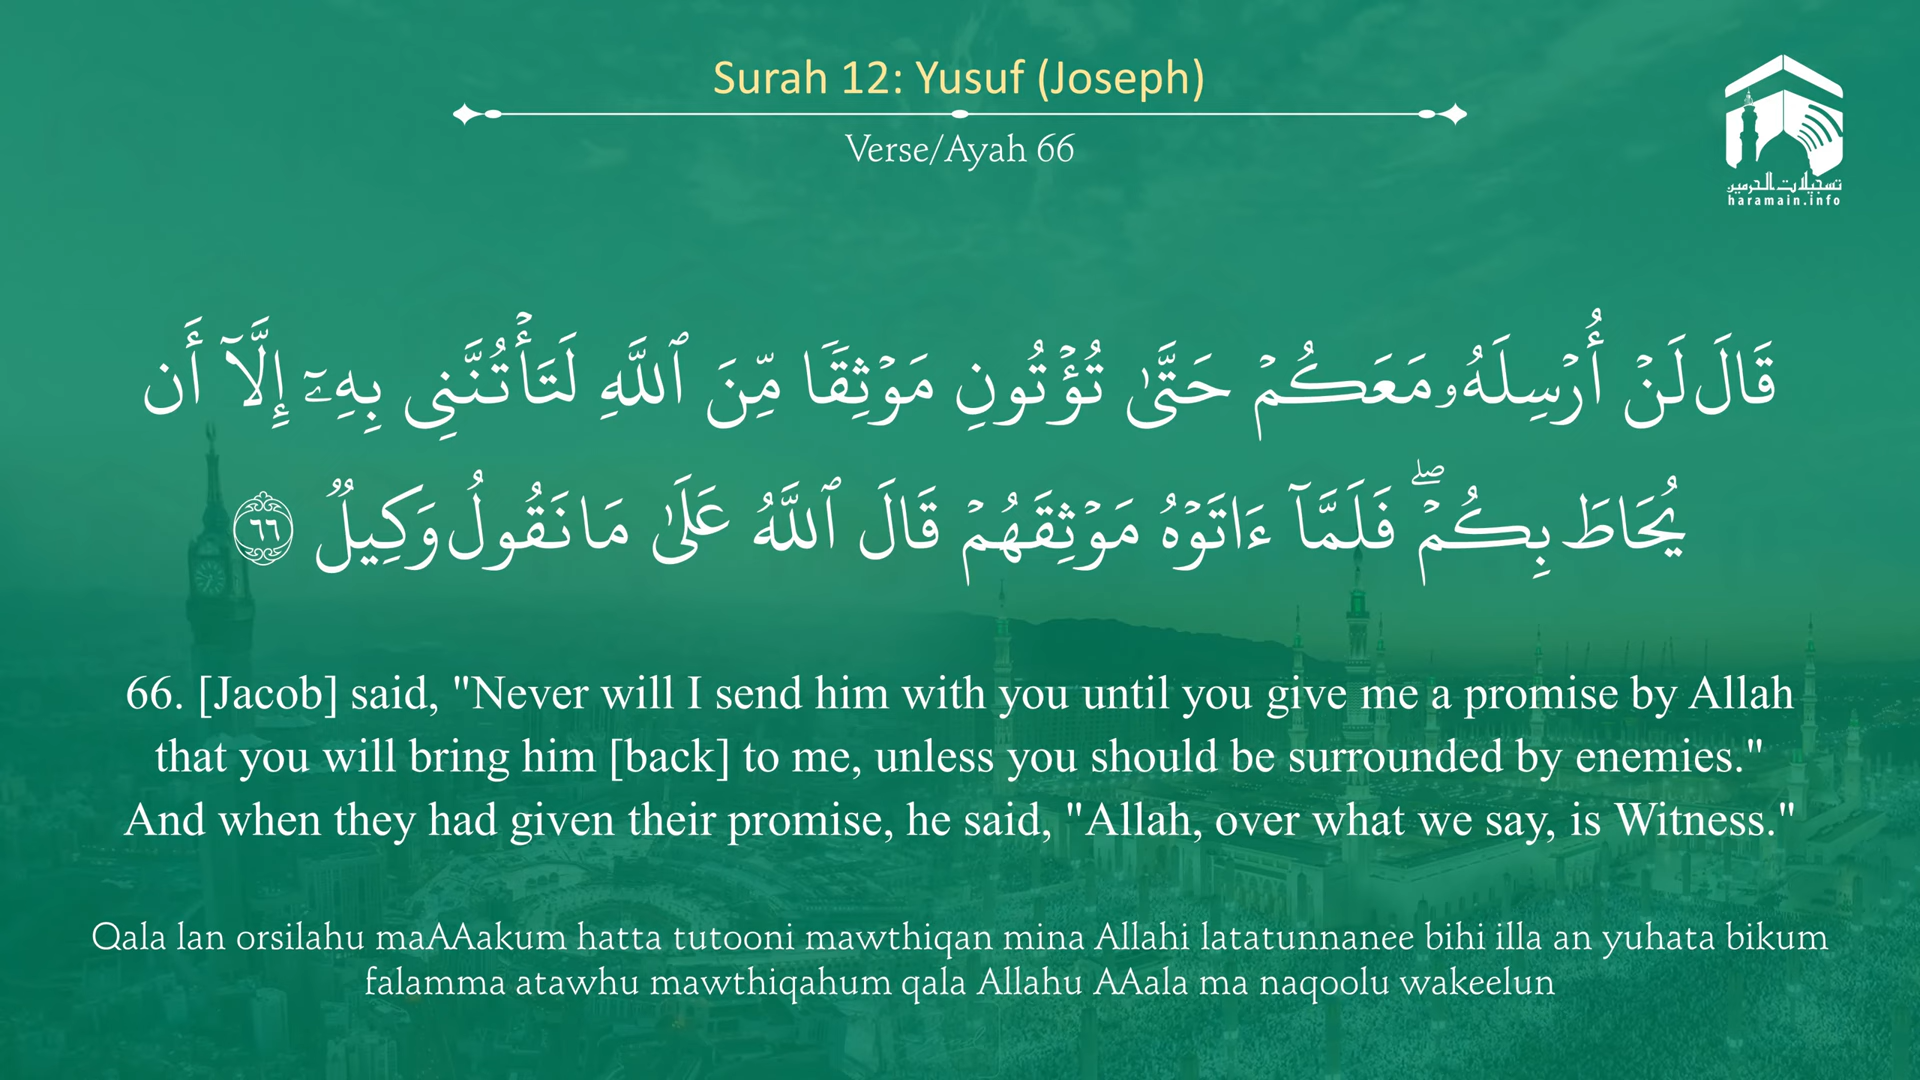 Surah 12: Yusuf (Joseph)
Verse/Ayah 66
تسجيلات الحرمين
haramain.info
قَالَ لَنۡ أُرۡسِلَهُۥ مَعَكُمۡ حَتَّىٰ تُؤۡتُونِ مَوۡثِقٗا مِّنَ ٱللَّهِ لَتَأۡتُنَّنِي بِهِۦٓ إِلَّآ أَن
يُحَاطَ بِكُمۡۖ فَلَمَّآ ءَاتَوۡهُ مَوۡثِقَهُمۡ قَالَ ٱللَّهُ عَلَىٰ مَا نَقُولُ وَكِيلٞ ٦٦
66. [Jacob] said, "Never will I send him with you until you give me a promise by Allah
that you will bring him [back] to me, unless you should be surrounded by enemies."
And when they had given their promise, he said, "Allah, over what we say, is Witness."
Qala lan orsilahu maAAakum hatta tutooni mawthiqan mina Allahi latatunnanee bihi illa an yuhata bikum
falamma atawhu mawthiqahum qala Allahu AAala ma naqoolu wakeelun